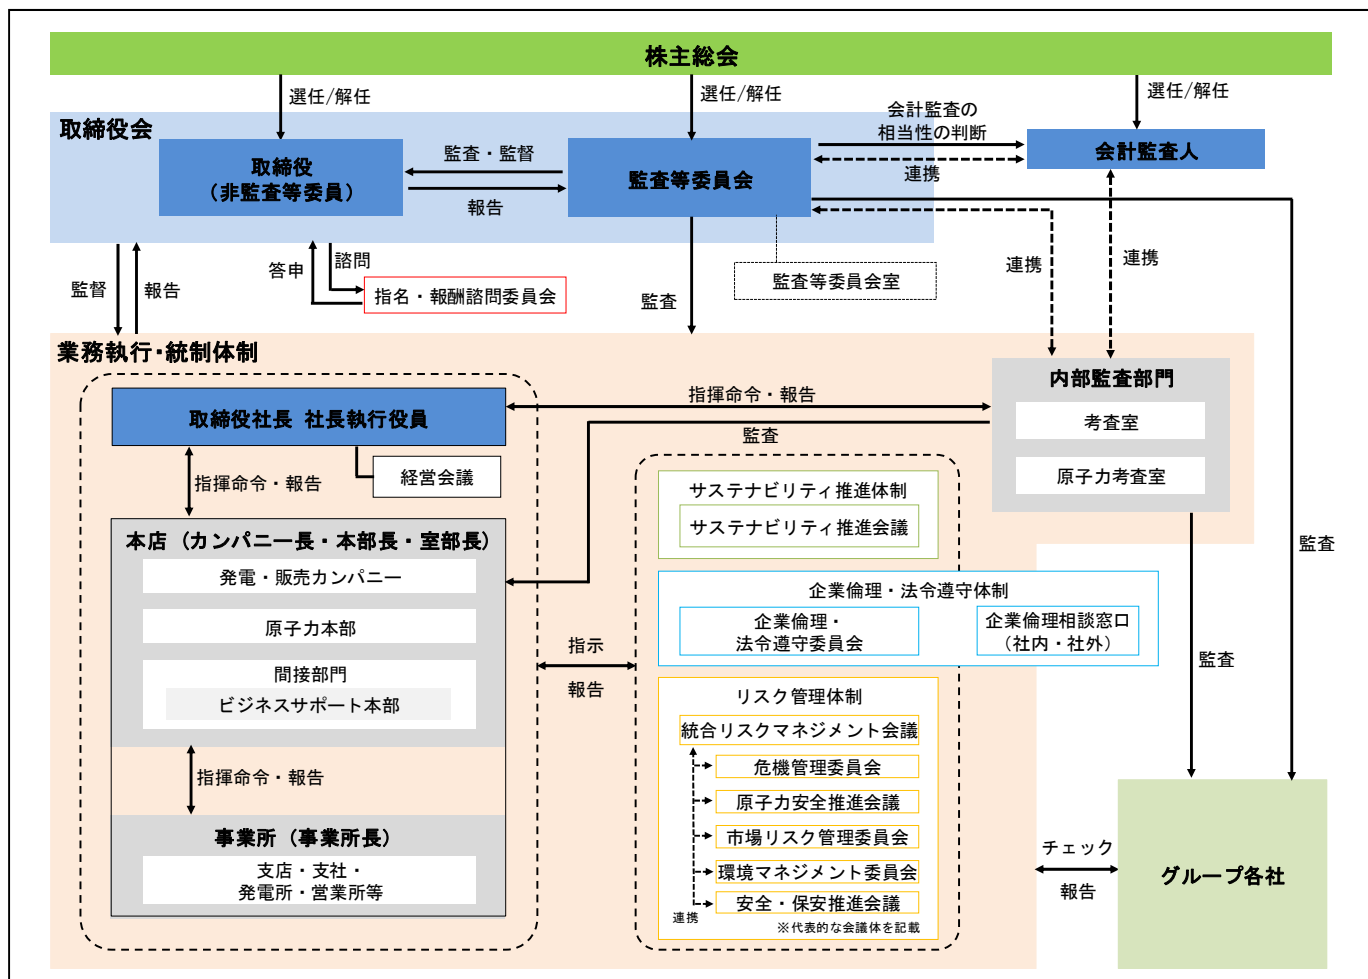 株主総会
選任/解任
選任/解任
選任/解任
取締役会
取締役
（非監査等委員）
監査・監督
報告
監査等委員会
会計監査の
相当性の判断
連携
会計監査人
監督
報告
答申
諮問
指名・報酬諮問委員会
監査
監査等委員会室
連携
連携
業務執行・統制体制
取締役社長 社長執行役員
指揮命令・報告
経営会議
指揮命令・報告
監査
内部監査部門
考査室
原子力考査室
本店（カンパニー長・本部長・室部長）
発電・販売カンパニー
原子力本部
間接部門
ビジネスサポート本部
指揮命令・報告
事業所（事業所長）
支店・支社・
発電所・営業所等
指示
報告
サステナビリティ推進体制
サステナビリティ推進会議
企業倫理・法令遵守体制
企業倫理・
法令遵守委員会
企業倫理相談窓口
（社内・社外）
リスク管理体制
統合リスクマネジメント会議
危機管理委員会
原子力安全推進会議
市場リスク管理委員会
環境マネジメント委員会
安全・保安推進会議
連携
※代表的な会議体を記載
監査
監査
チェック
報告
グループ各社